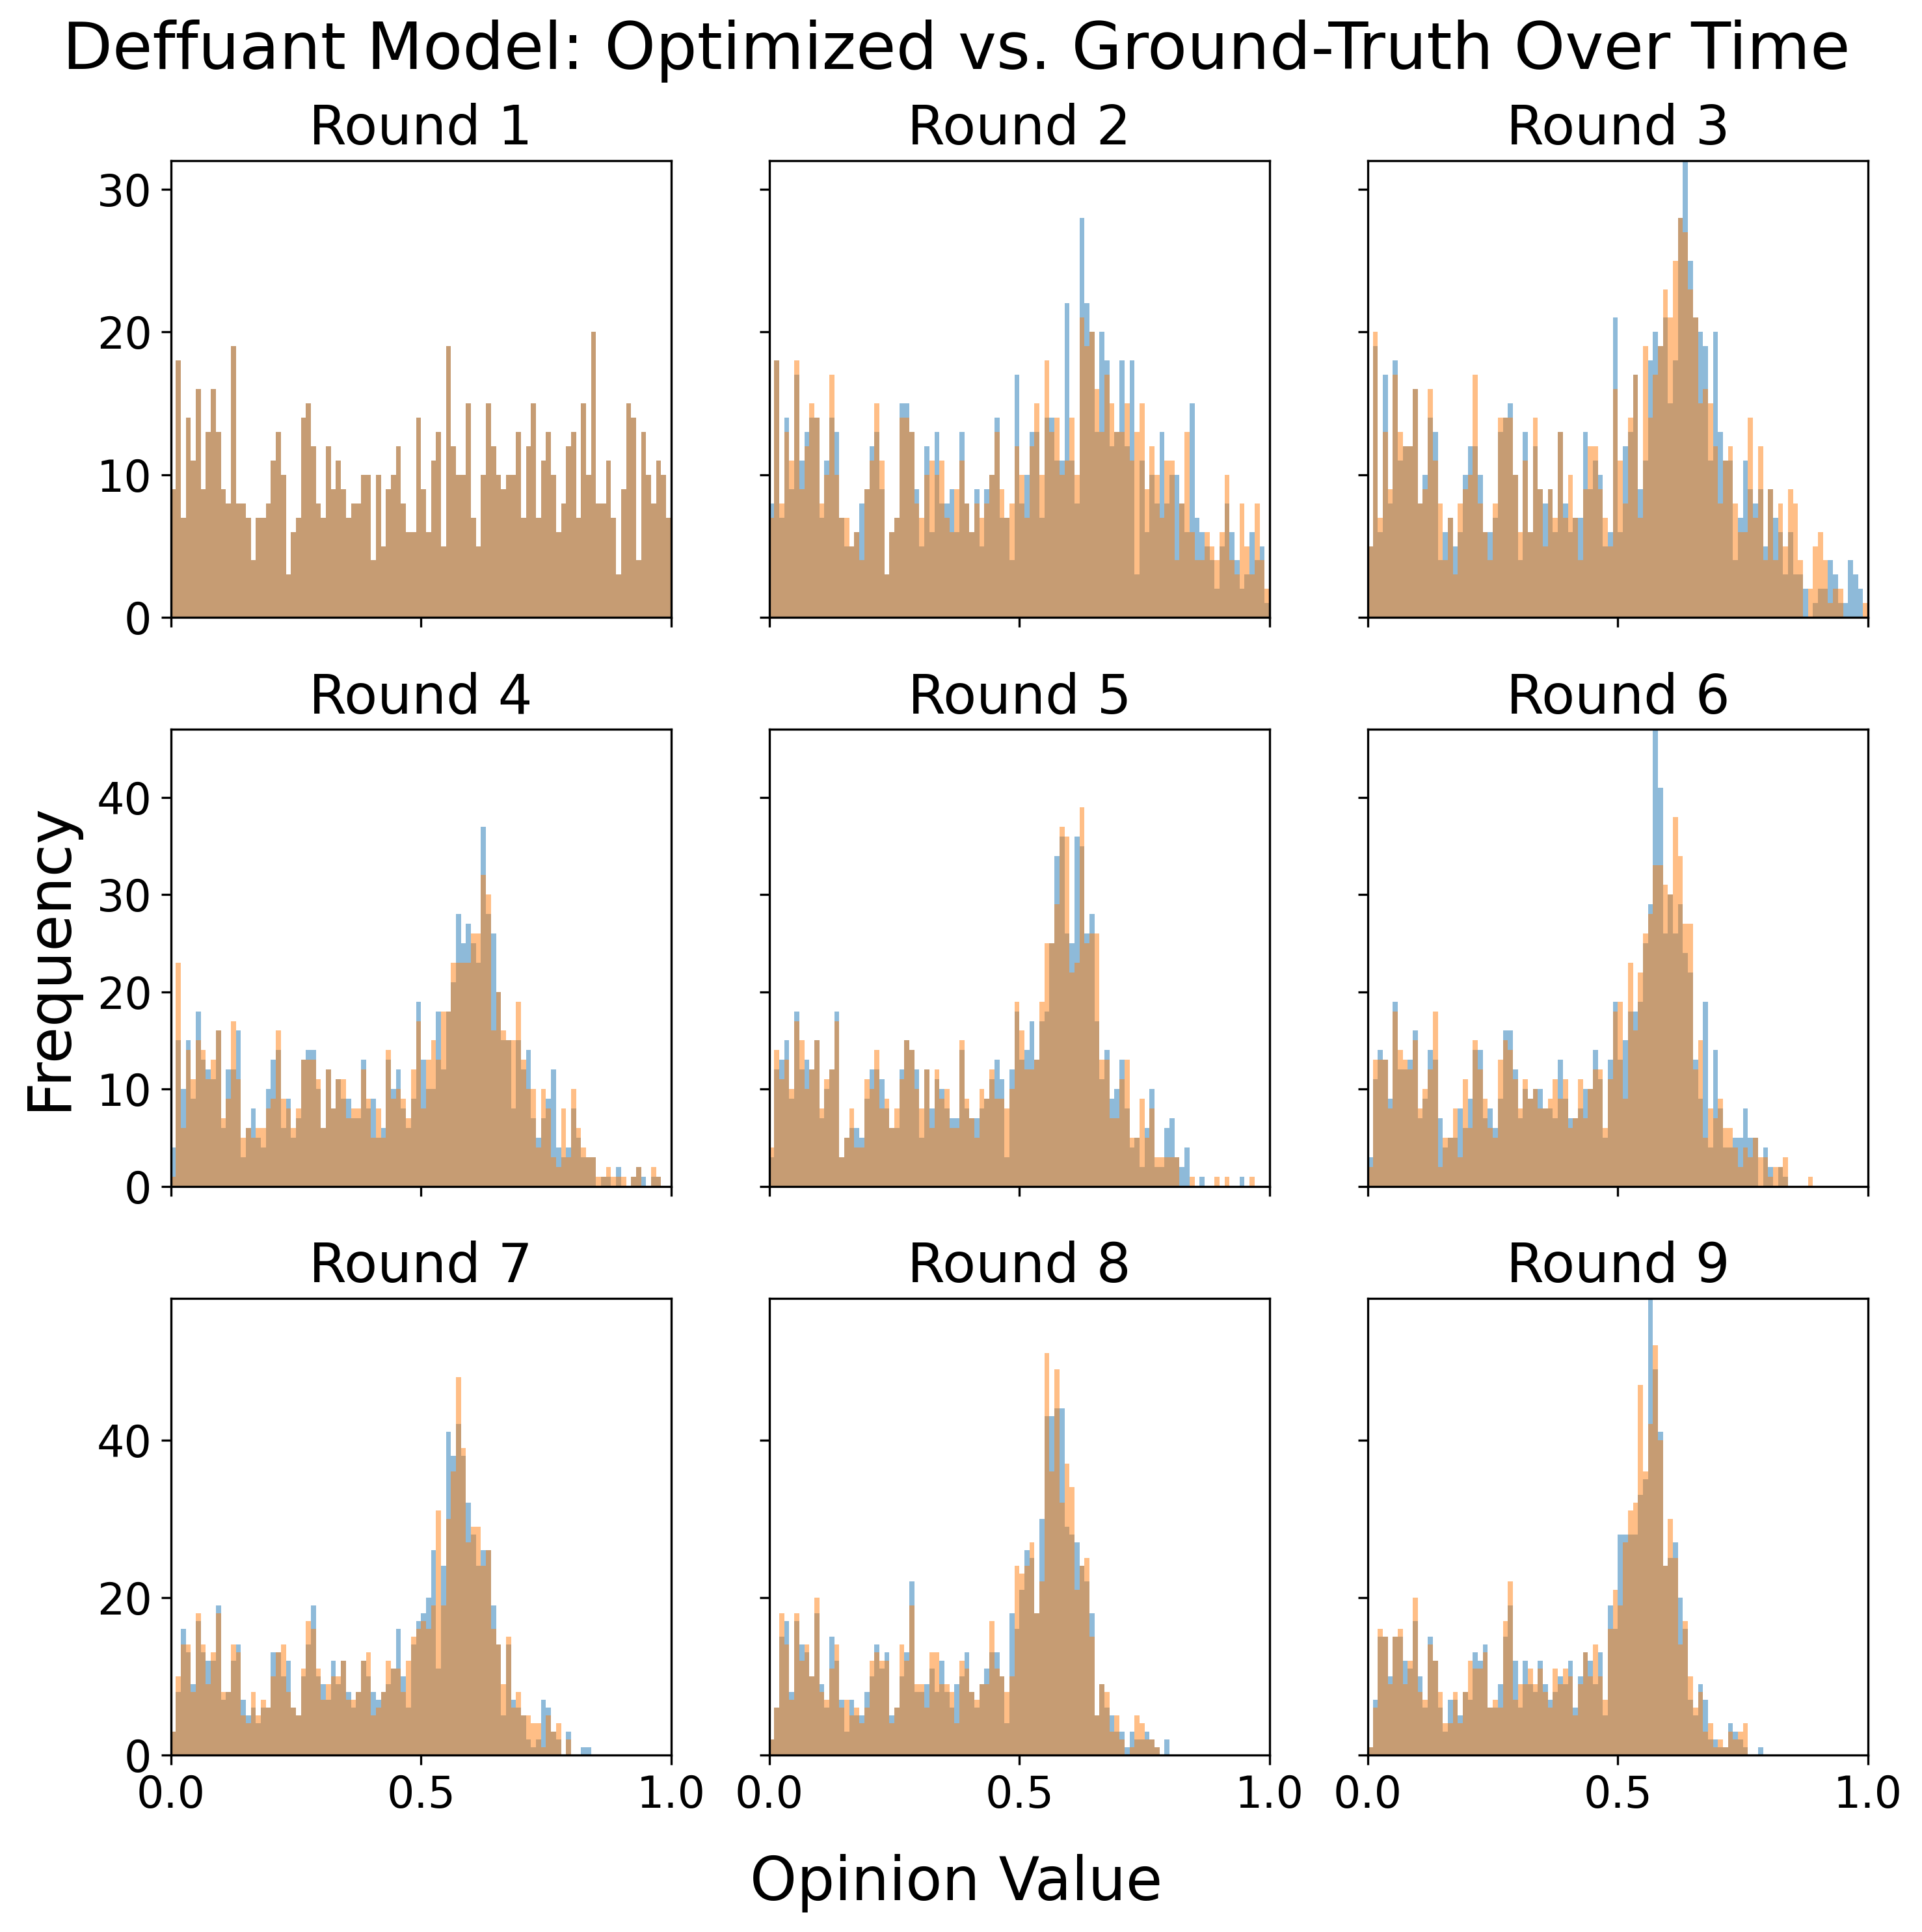 Deffuant Model: Optimized vs. Ground-Truth Over Time
Round 1
Round 2
Round 3
30
20
10
0
Round 4
Round 5
Round 6
40
30
20
10
0
Frequency
Round 7
Round 8
Round 9
40
20
0
0.0 0.5 1.0 0.0 0.5 1.0 0.0 0.5 1.0
Opinion Value